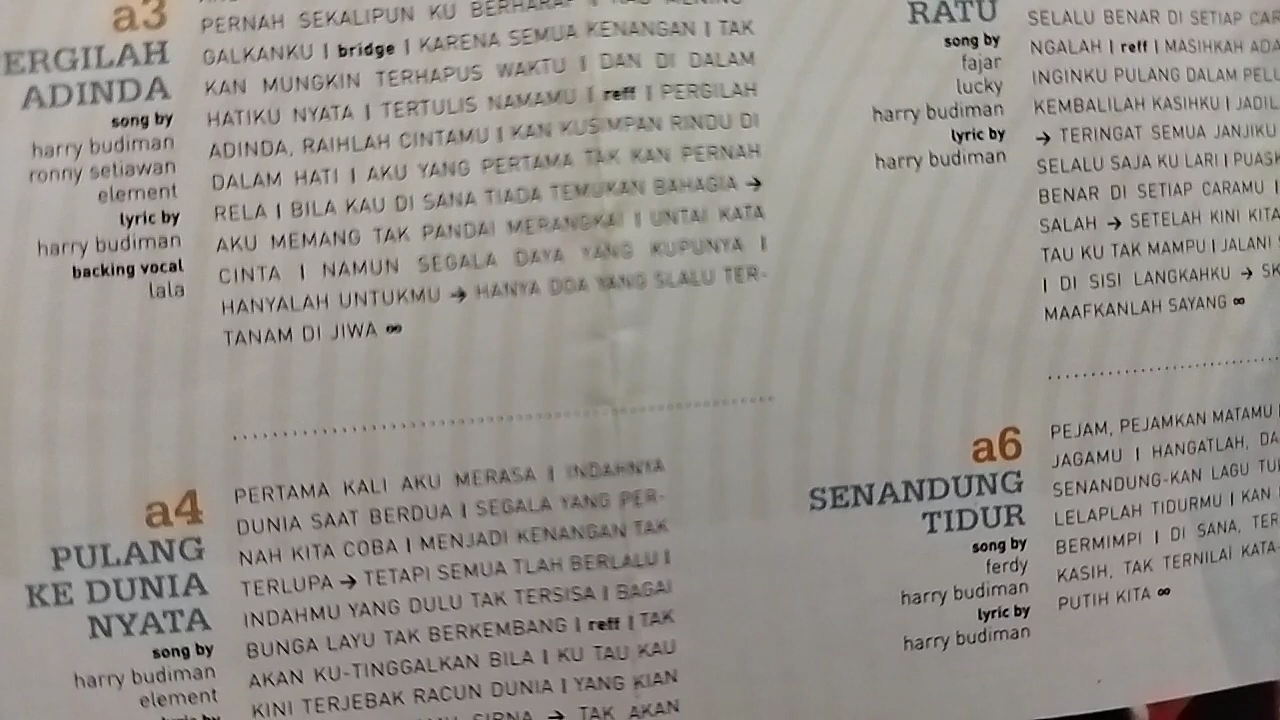 a3
ERGILAH
ADINDA
song by
harry budiman
ronny setiawan
element
lyric by
harry budiman
backing vocal
lala
PERNAH SEKALIPUN KU BERHARAP
GALKANKU | bridge | KARENA SEMUA KENANGAN | TAK
KAN MUNGKIN TERHAPUS WAKTU | DAN DI DALAM
HATIKU NYATA | TERTULIS NAMAMU | reff | PERGILAH
ADINDA, RAIHLAH CINTAMU | KAN KUSIMPAN RINDU DI
DALAM HATI | AKU YANG PERTAMA TAK KAN PERNAH
RELA | BILA KAU DI SANA TIADA TEMUKAN BAHAGIA →
AKU MEMANG TAK PANDAI MERANGKAI | UNTAI KATA
CINTA | NAMUN SEGALA DAYA YANG KUPUNYA |
HANYALAH UNTUKMU → HANYA DOA YANG SLALU TER-
TANAM DI JIWA ∞
a4
PULANG
KE DUNIA
NYATA
song by
harry budiman
element
lyric by
PERTAMA KALI AKU MERASA | INDAHNYA
DUNIA SAAT BERDUA | SEGALA YANG PER-
NAH KITA COBA | MENJADI KENANGAN TAK
TERLUPA → TETAPI SEMUA TLAH BERLALU |
INDAHMU YANG DULU TAK TERSISA | BAGAI
BUNGA LAYU TAK BERKEMBANG | reff | TAK
AKAN KU-TINGGALKAN BILA | KU TAU KAU
KINI TERJEBAK RACUN DUNIA | YANG KIAN
SIRNA → TAK AKAN
RATU
song by
fajar
lucky
harry budiman
lyric by
harry budiman
SELALU BENAR DI SETIAP CAR
NGALAH | reff | MASIHKAH ADA
INGINKU PULANG DALAM PELU
KEMBALILAH KASIHKU | JADIL
→ TERINGAT SEMUA JANJIKU
SELALU SAJA KU LARI | PUASK
BENAR DI SETIAP CARAMU |
SALAH → SETELAH KINI KITA
TAU KU TAK MAMPU | JALANI
| DI SISI LANGKAHKU → SK
MAAFKANLAH SAYANG ∞
a6
SENANDUNG
TIDUR
song by
ferdy
harry budiman
lyric by
harry budiman
PEJAM, PEJAMKAN MATAMU
JAGAMU | HANGATLAH, DA
SENANDUNG-KAN LAGU TU
LELAPLAH TIDURMU | KAN
BERMIMPI | DI SANA, TER
KASIH, TAK TERNILAI KATA-
PUTIH KITA ∞